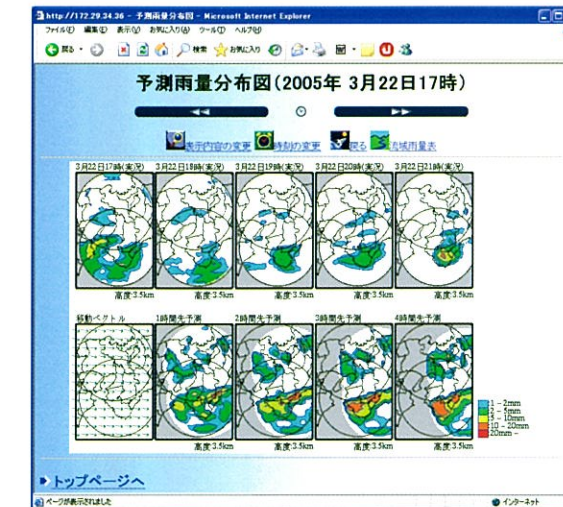 http://172.29.34.36 - 予測雨量分布図 - Microsoft Internet Explorer
ファイル(F) 編集(E) 表示(V) お気に入り(A) ツール(T) ヘルプ(H)
戻る 検索 お気に入り
予測雨量分布図(2005年 3月22日17時)
表示内容の変更 時刻の変更 戻る 流域雨量表
3月22日17時(実況) 3月22日18時(実況) 3月22日19時(実況) 3月22日20時(実況) 3月22日21時(実況)
高度:3.5km 高度:3.5km 高度:3.5km 高度:3.5km 高度:3.5km
移動ベクトル 1時間先予測 2時間先予測 3時間先予測 4時間先予測
1 - 2mm
2 - 5mm
5 - 10mm
10 - 20mm
20mm -
高度:3.5km 高度:3.5km 高度:3.5km 高度:3.5km
トップページへ
ページが表示されました インターネット